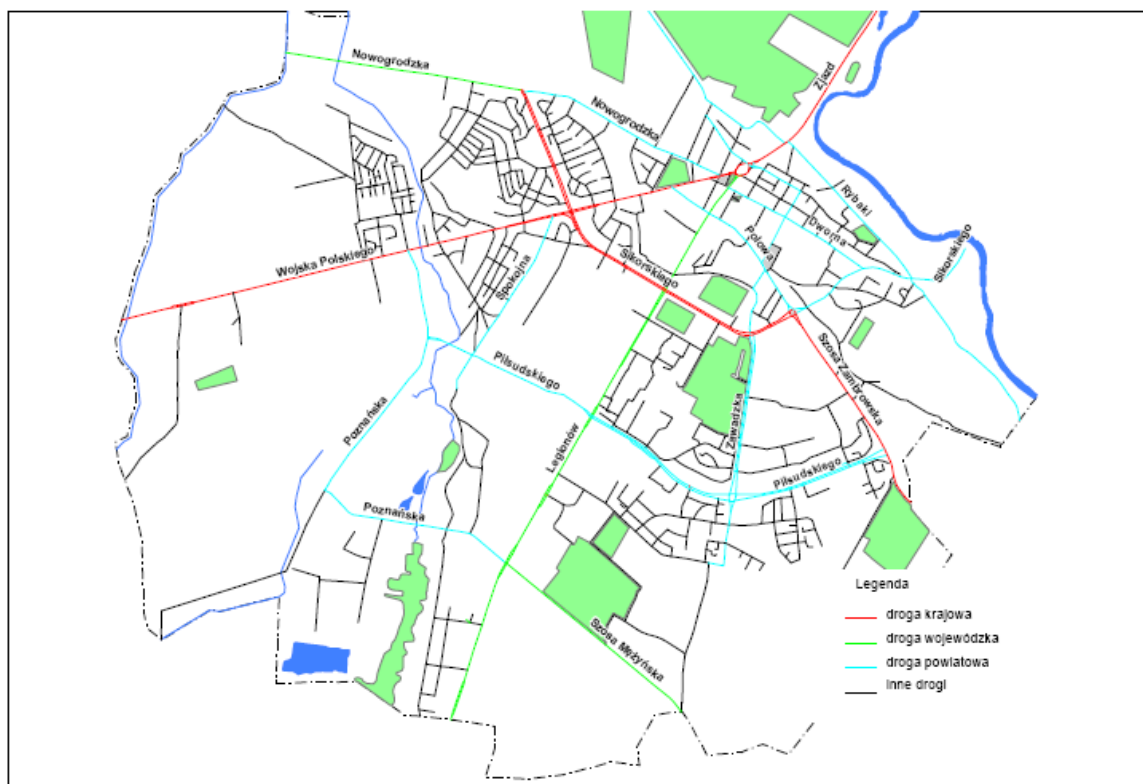 Nowogrodzka
Zjazd
Nowogrodzka
Rybaki
Dworna
Polowa
Sikorskiego
Wojska Polskiego
Spokojna
Sikorskiego
Szosa Zambrowska
Piłsudskiego
Zawadzka
Poznańska
Legionów
Piłsudskiego
Poznańska
Szosa Mężyńska
Legenda
droga krajowa
droga wojewódzka
droga powiatowa
inne drogi